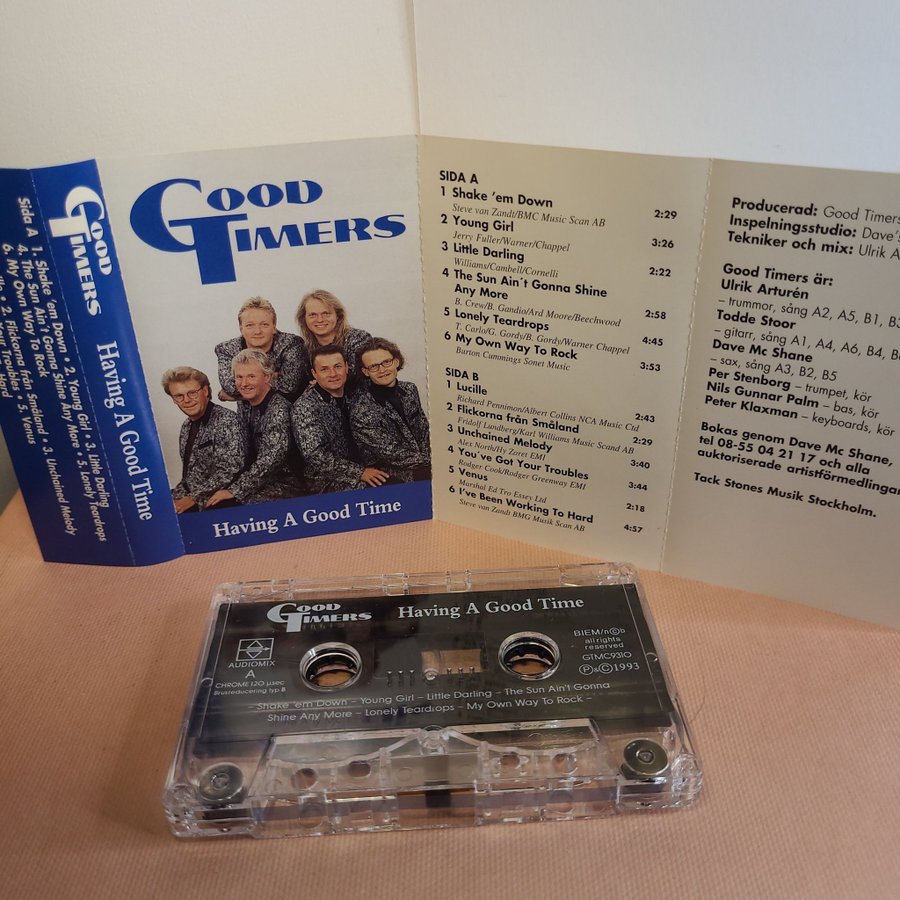 GOOD TIMERS
Having A Good Time
Sida A 1. Shake 'em Down • 2. Young Girl • 3. Little Darling
4. The Sun Ain't Gonna Shine Any More • 5. Lonely Teardrops
6. My Own Way To Rock
2. Flickorna från Småland • 3. Unchained Melody
Your Troubles • 5. Venus
Hard
GOOD
TIMERS
Having A Good Time
SIDA A
1 Shake 'em Down
Steve van Zandt/BMC Music Scan AB 2:29
2 Young Girl
Jerry Fuller/Warner/Chappel 3:26
3 Little Darling
Williams/Cambell/Cornelli 2:22
4 The Sun Ain't Gonna Shine
Any More
B. Crew/B. Gandio/Ard Moore/Beechwood 2:58
5 Lonely Teardrops
T. Carlo/G. Gordy/B. Gordy/Warner Chappel 4:45
6 My Own Way To Rock
Burton Cummings Sonet Music 3:53
SIDA B
1 Lucille
Richard Pennimon/Albert Collins NCA Music Ctd 2:43
2 Flickorna från Småland
Fridolf Lundberg/Karl Williams Music Scand AB 2:29
3 Unchained Melody
Alex North/Hy Zaret EMI 3:40
4 You've Got Your Troubles
Rodger Cook/Rodger Greenway EMI 3:44
5 Venus
Marshal Ed Tro Essey Ltd 2:18
6 I've Been Working To Hard
Steve van Zandt BMG Musik Scan AB 4:57
Producerad: Good Timers
Inspelningsstudio: Dave's
Tekniker och mix: Ulrik A
Good Timers är:
Ulrik Arturén
– trummor, sång A2, A5, B1, B3
Todde Stoor
– gitarr, sång A1, A4, A6, B4, B6
Dave Mc Shane
– sax, sång A3, B2, B5
Per Stenborg – trumpet, kör
Nils Gunnar Palm – bas, kör
Peter Klaxman – keyboards, kör
Bokas genom Dave Mc Shane,
tel 08-55 04 21 17 och alla
auktoriserade artistförmedlingar
Tack Stones Musik Stockholm.
GOOD
TIMERS Having A Good Time
AUDIOMIX
A
CHROME 120 µsec
Brusreducering typ B
BIEM/n©b
all rights
reserved
GTMC9310
Ⓟ&©1993
– Shake 'em Down – Young Girl – Little Darling – The Sun Ain't Gonna
Shine Any More – Lonely Teardrops – My Own Way To Rock –